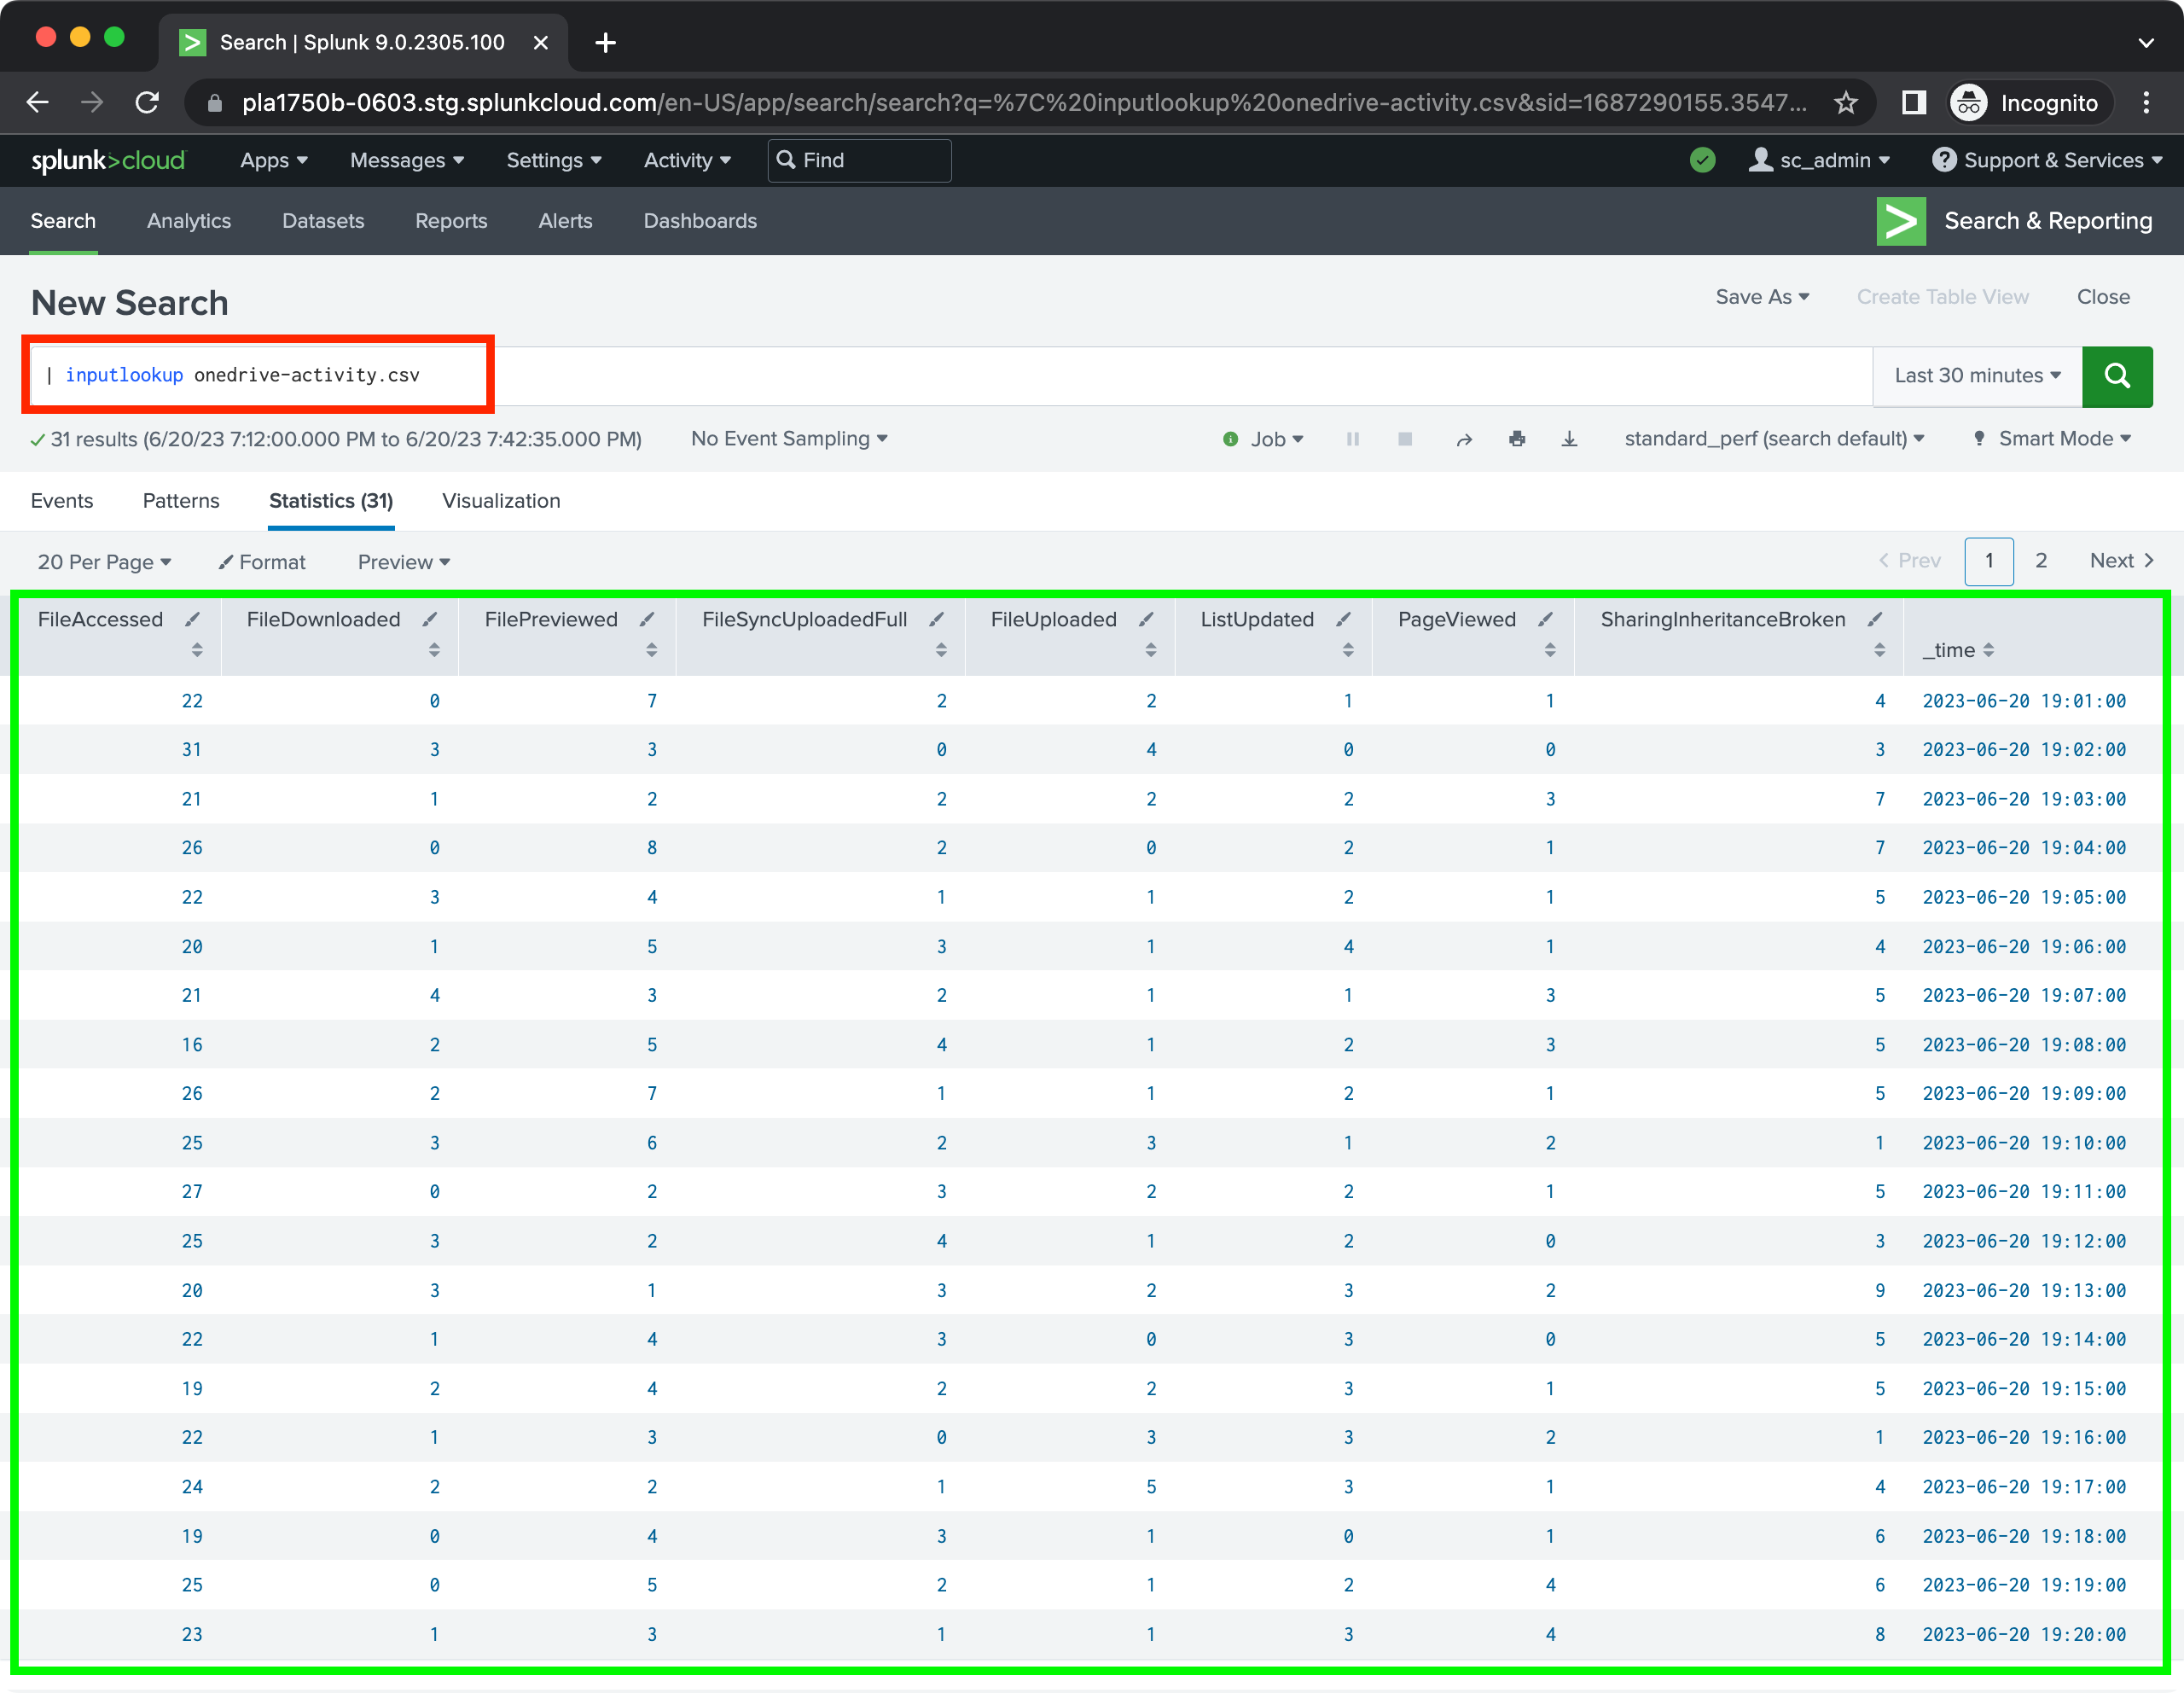 Search | Splunk 9.0.2305.100
pla1750b-0603.stg.splunkcloud.com/en-US/app/search/search?q=%7C%20inputlookup%20onedrive-activity.csv&sid=1687290155.3547... Incognito
splunk>cloud Apps Messages Settings Activity Find sc_admin Support & Services
Search Analytics Datasets Reports Alerts Dashboards Search & Reporting
New Search Save As Create Table View Close
| inputlookup onedrive-activity.csv Last 30 minutes
31 results (6/20/23 7:12:00.000 PM to 6/20/23 7:42:35.000 PM) No Event Sampling Job standard_perf (search default) Smart Mode
Events Patterns Statistics (31) Visualization
20 Per Page Format Preview Prev 1 2 Next
FileAccessed FileDownloaded FilePreviewed FileSyncUploadedFull FileUploaded ListUpdated PageViewed SharingInheritanceBroken _time
22 0 7 2 2 1 1 4 2023-06-20 19:01:00
31 3 3 0 4 0 0 3 2023-06-20 19:02:00
21 1 2 2 2 2 3 7 2023-06-20 19:03:00
26 0 8 2 0 2 1 7 2023-06-20 19:04:00
22 3 4 1 1 2 1 5 2023-06-20 19:05:00
20 1 5 3 1 4 1 4 2023-06-20 19:06:00
21 4 3 2 1 1 3 5 2023-06-20 19:07:00
16 2 5 4 1 2 3 5 2023-06-20 19:08:00
26 2 7 1 1 2 1 5 2023-06-20 19:09:00
25 3 6 2 3 1 2 1 2023-06-20 19:10:00
27 0 2 3 2 2 1 5 2023-06-20 19:11:00
25 3 2 4 1 2 0 3 2023-06-20 19:12:00
20 3 1 3 2 3 2 9 2023-06-20 19:13:00
22 1 4 3 0 3 0 5 2023-06-20 19:14:00
19 2 4 2 2 3 1 5 2023-06-20 19:15:00
22 1 3 0 3 3 2 1 2023-06-20 19:16:00
24 2 2 1 5 3 1 4 2023-06-20 19:17:00
19 0 4 3 1 0 1 6 2023-06-20 19:18:00
25 0 5 2 1 2 4 6 2023-06-20 19:19:00
23 1 3 1 1 3 4 8 2023-06-20 19:20:00